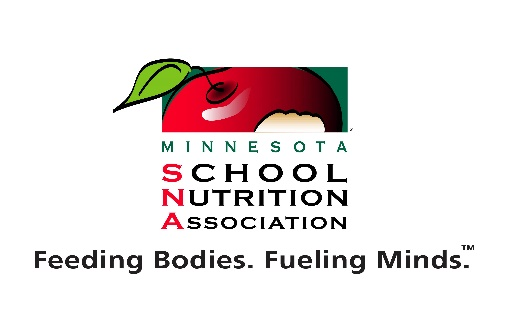 MINNESOTA
SCHOOL
NUTRITION
ASSOCIATION
Feeding Bodies. Fueling Minds.™